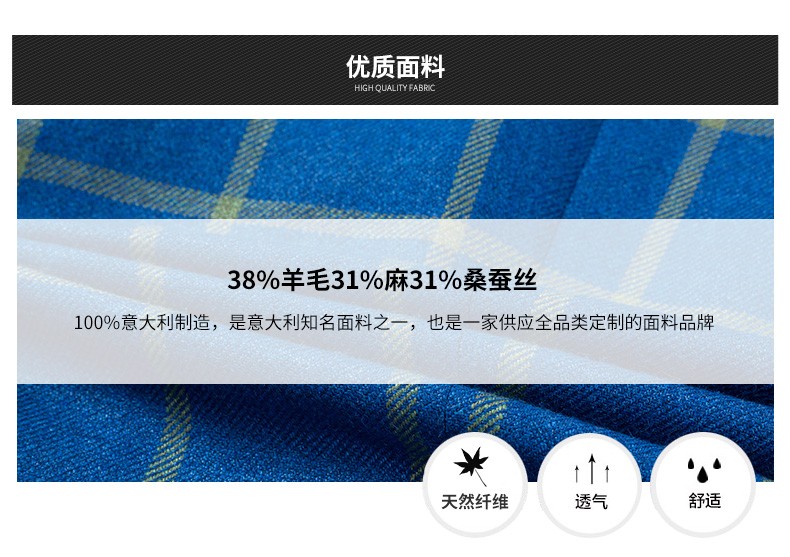 优质面料
HIGH QUALITY FABRIC
38%羊毛31%麻31%桑蚕丝
100%意大利制造，是意大利知名面料之一，也是一家供应全品类定制的面料品牌
天然纤维
透气
舒适